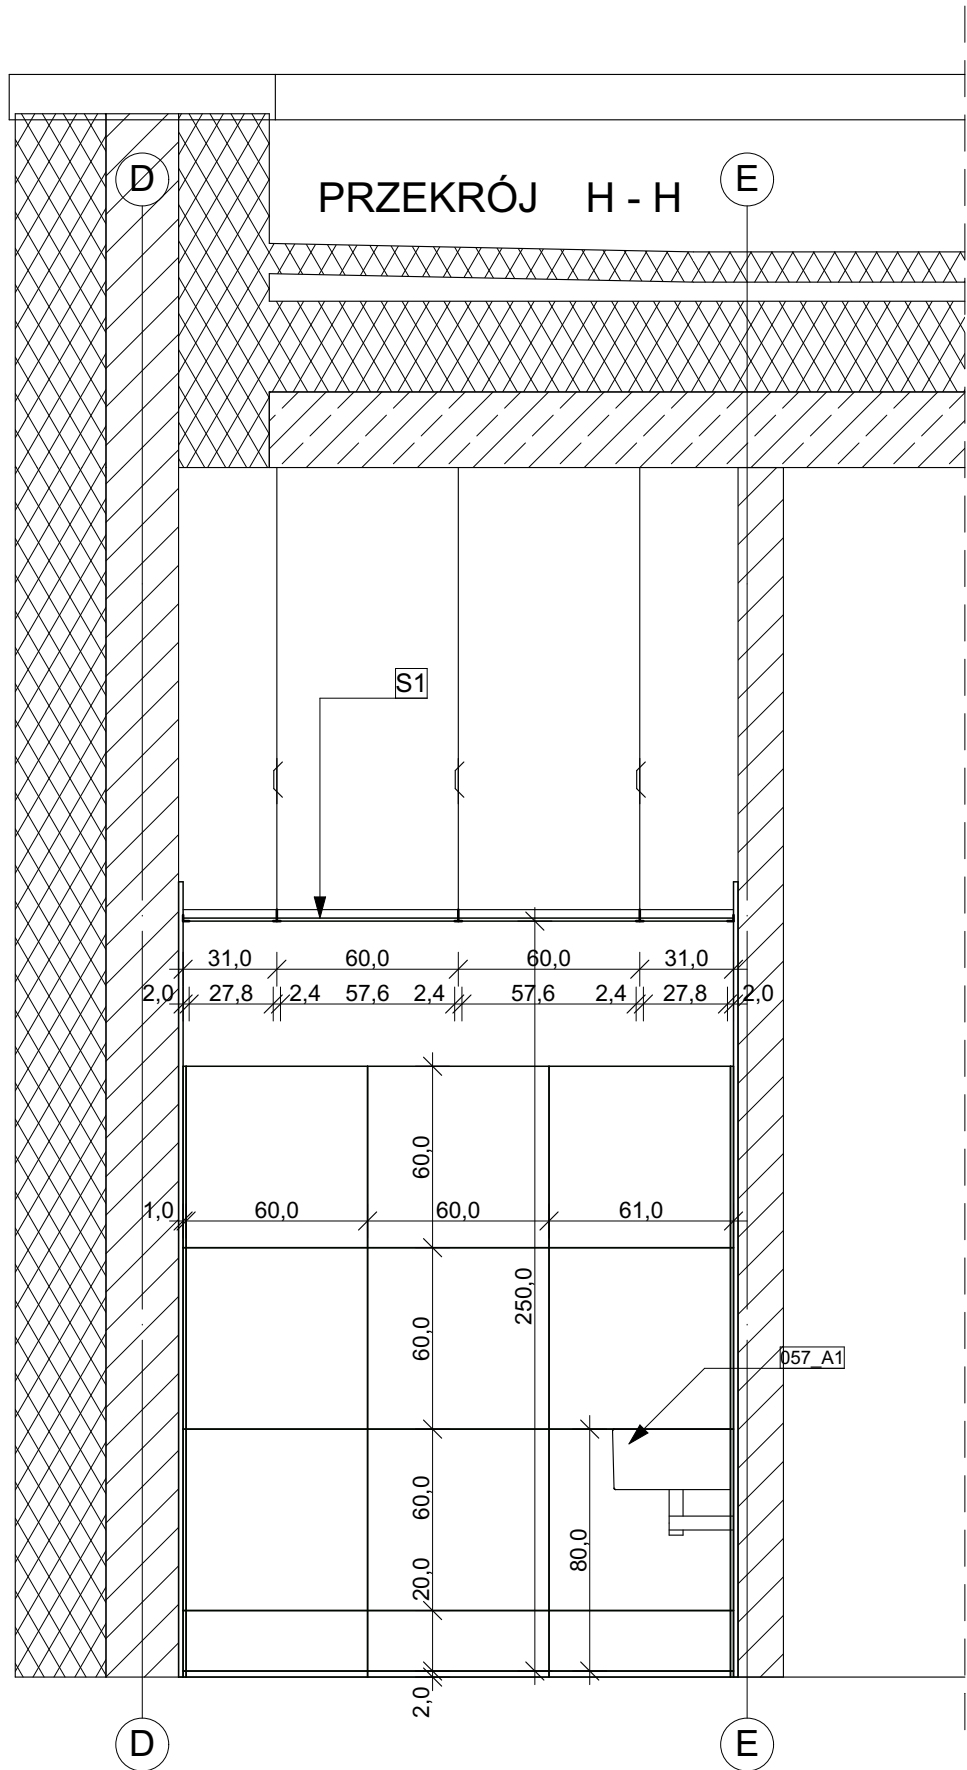 D
PRZEKRÓJ H - H
E
S1
31,0 60,0 60,0 31,0
2,0 27,8 2,4 57,6 2,4 57,6 2,4 27,8 2,0
60,0
1,0 60,0 60,0 61,0
250,0
60,0
057_A1
60,0
80,0
20,0
2,0
D
E